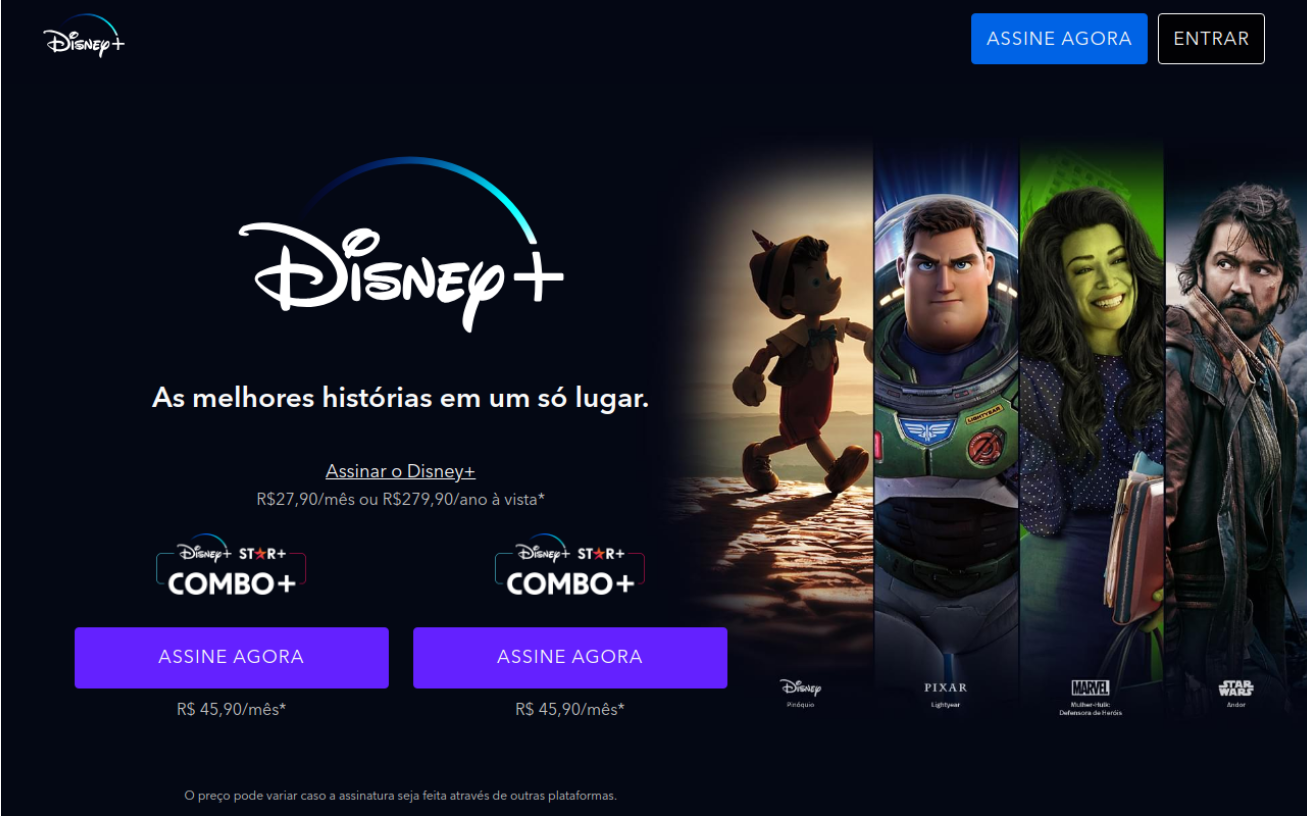 Disney+
ASSINE AGORA
ENTRAR
Disney+
As melhores histórias em um só lugar.
Assinar o Disney+
R$27,90/mês ou R$279,90/ano à vista*
Disney+ ST★R+
COMBO+
ASSINE AGORA
R$ 45,90/mês*
Disney+ ST★R+
COMBO+
ASSINE AGORA
R$ 45,90/mês*
LIGHTYEAR
Disney
Pinóquio
PIXAR
Lightyear
MARVEL
Mulher-Hulk:
Defensora de Heróis
STAR
WARS
Andor
O preço pode variar caso a assinatura seja feita através de outras plataformas.